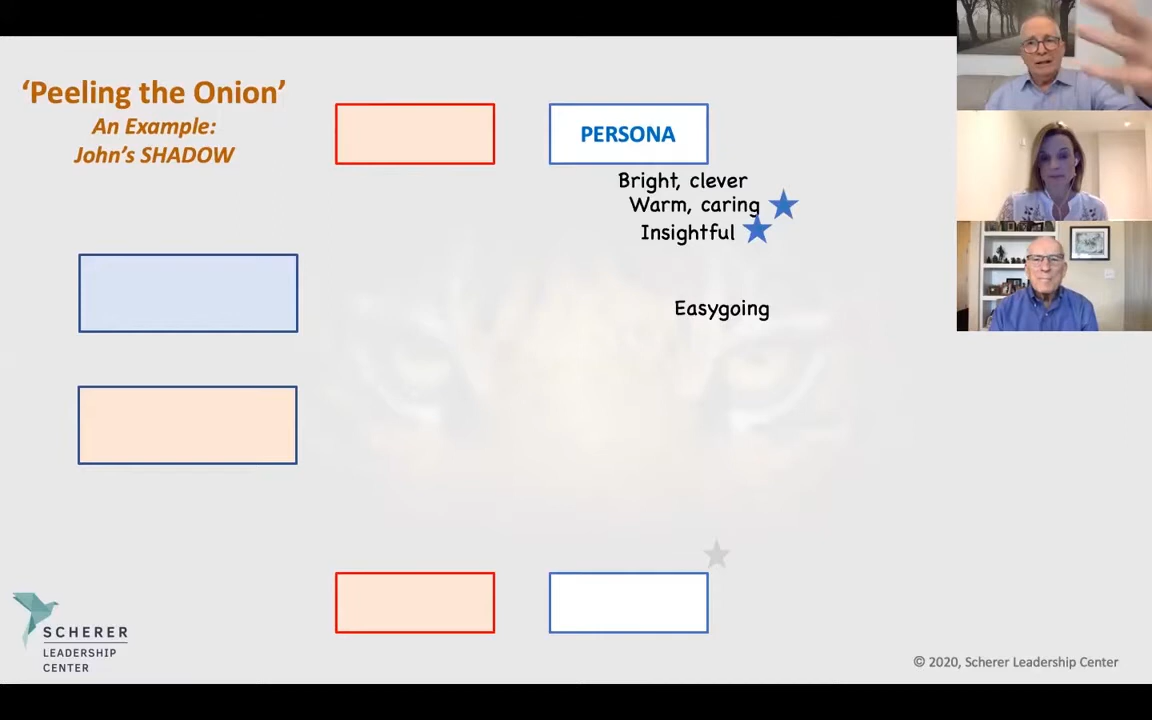 ‘Peeling the Onion’
An Example:
John’s SHADOW
PERSONA
Bright, clever
Warm, caring
Insightful
Easygoing
SCHERER
LEADERSHIP
CENTER
© 2020, Scherer Leadership Center